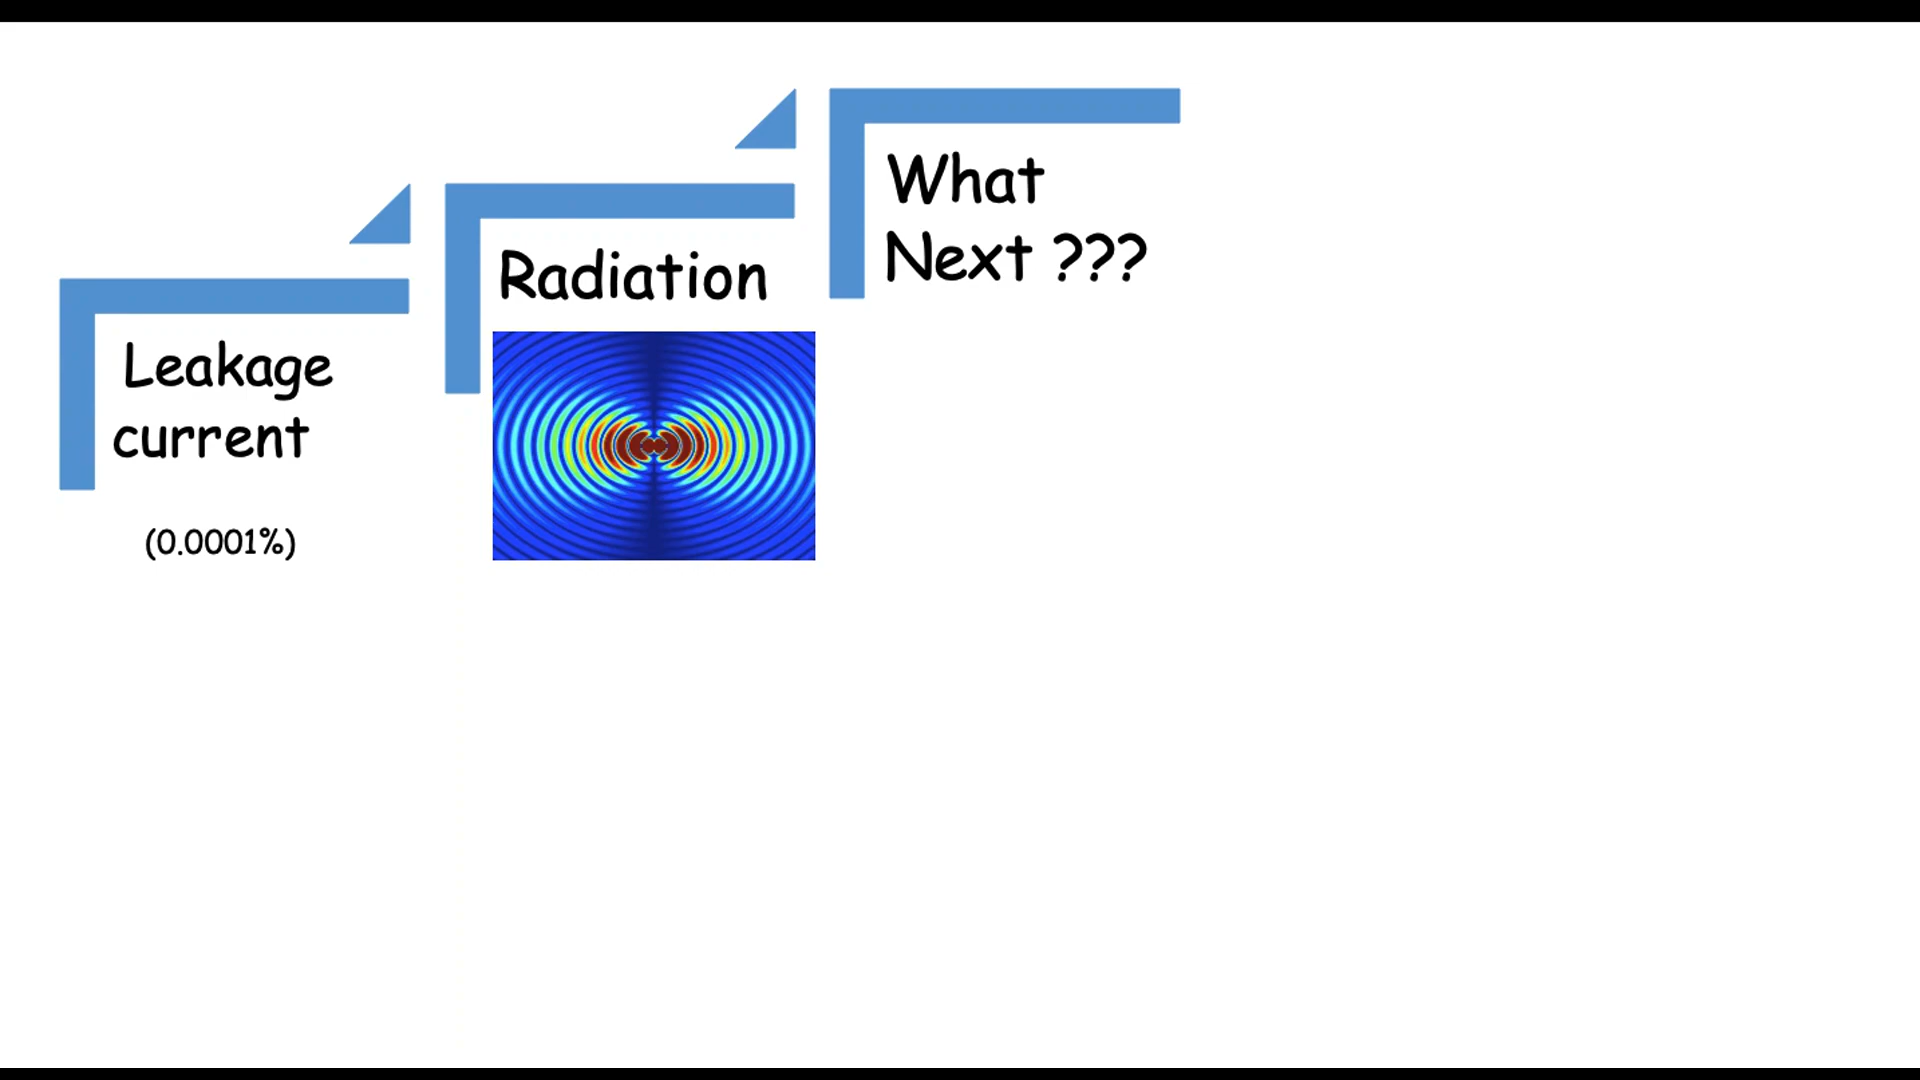 Leakage
current
(0.0001%)
Radiation
What
Next ???